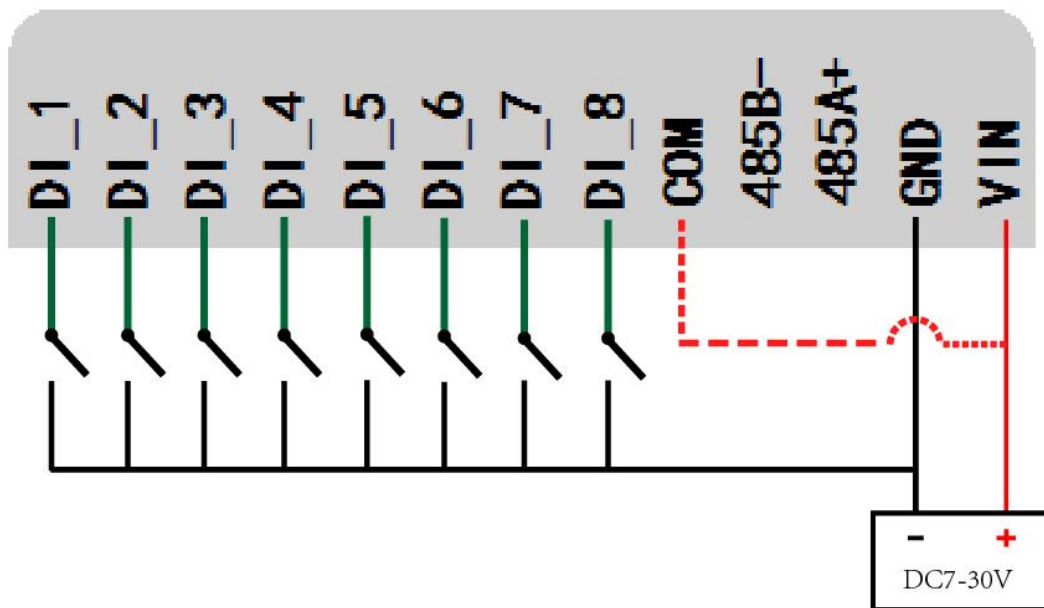 DI_1
DI_2
DI_3
DI_4
DI_5
DI_6
DI_7
DI_8
COM
485B-
485A+
GND
VIN
- +
DC7-30V